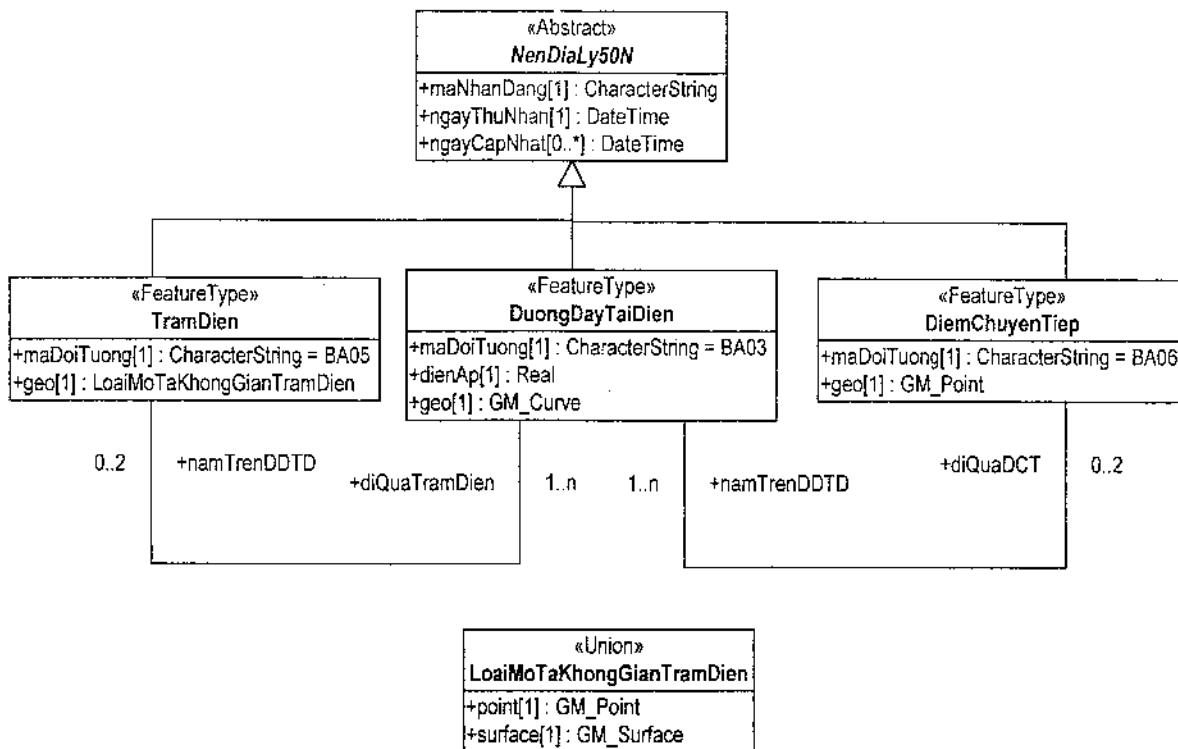 «Abstract»
NenDiaLy50N
+maNhanDang[1] : CharacterString
+ngayThuNhan[1] : DateTime
+ngayCapNhat[0..*] : DateTime
«FeatureType»
TramDien
+maDoiTuong[1] : CharacterString = BA05
+geo[1] : LoaiMoTaKhongGianTramDien
«FeatureType»
DuongDayTaiDien
+maDoiTuong[1] : CharacterString = BA03
+dienAp[1] : Real
+geo[1] : GM_Curve
«FeatureType»
DiemChuyenTiep
+maDoiTuong[1] : CharacterString = BA06
+geo[1] : GM_Point
0..2
+namTrenDDTD
+diQuaTramDien
1..n
1..n
+namTrenDDTD
+diQuaDCT
0..2
«Union»
LoaiMoTaKhongGianTramDien
+point[1] : GM_Point
+surface[1] : GM_Surface